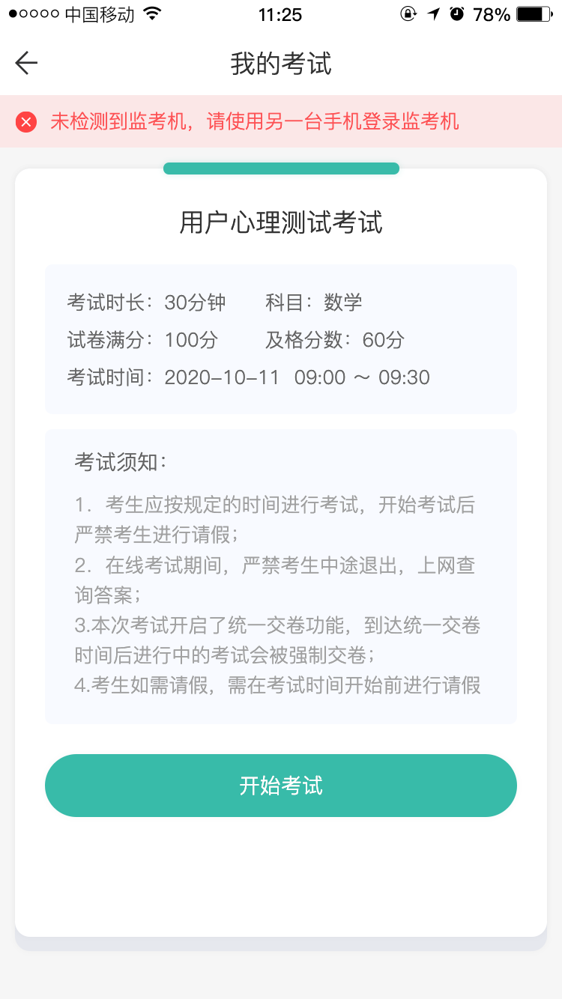 中国移动 11:25 78%
我的考试
未检测到监考机，请使用另一台手机登录监考机
用户心理测试考试
考试时长：30分钟 科目：数学
试卷满分：100分 及格分数：60分
考试时间：2020-10-11 09:00 ～ 09:30
考试须知：
1. 考生应按规定的时间进行考试，开始考试后
严禁考生进行请假；
2. 在线考试期间，严禁考生中途退出，上网查
询答案；
3.本次考试开启了统一交卷功能，到达统一交卷
时间后进行中的考试会被强制交卷；
4.考生如需请假，需在考试时间开始前进行请假
开始考试